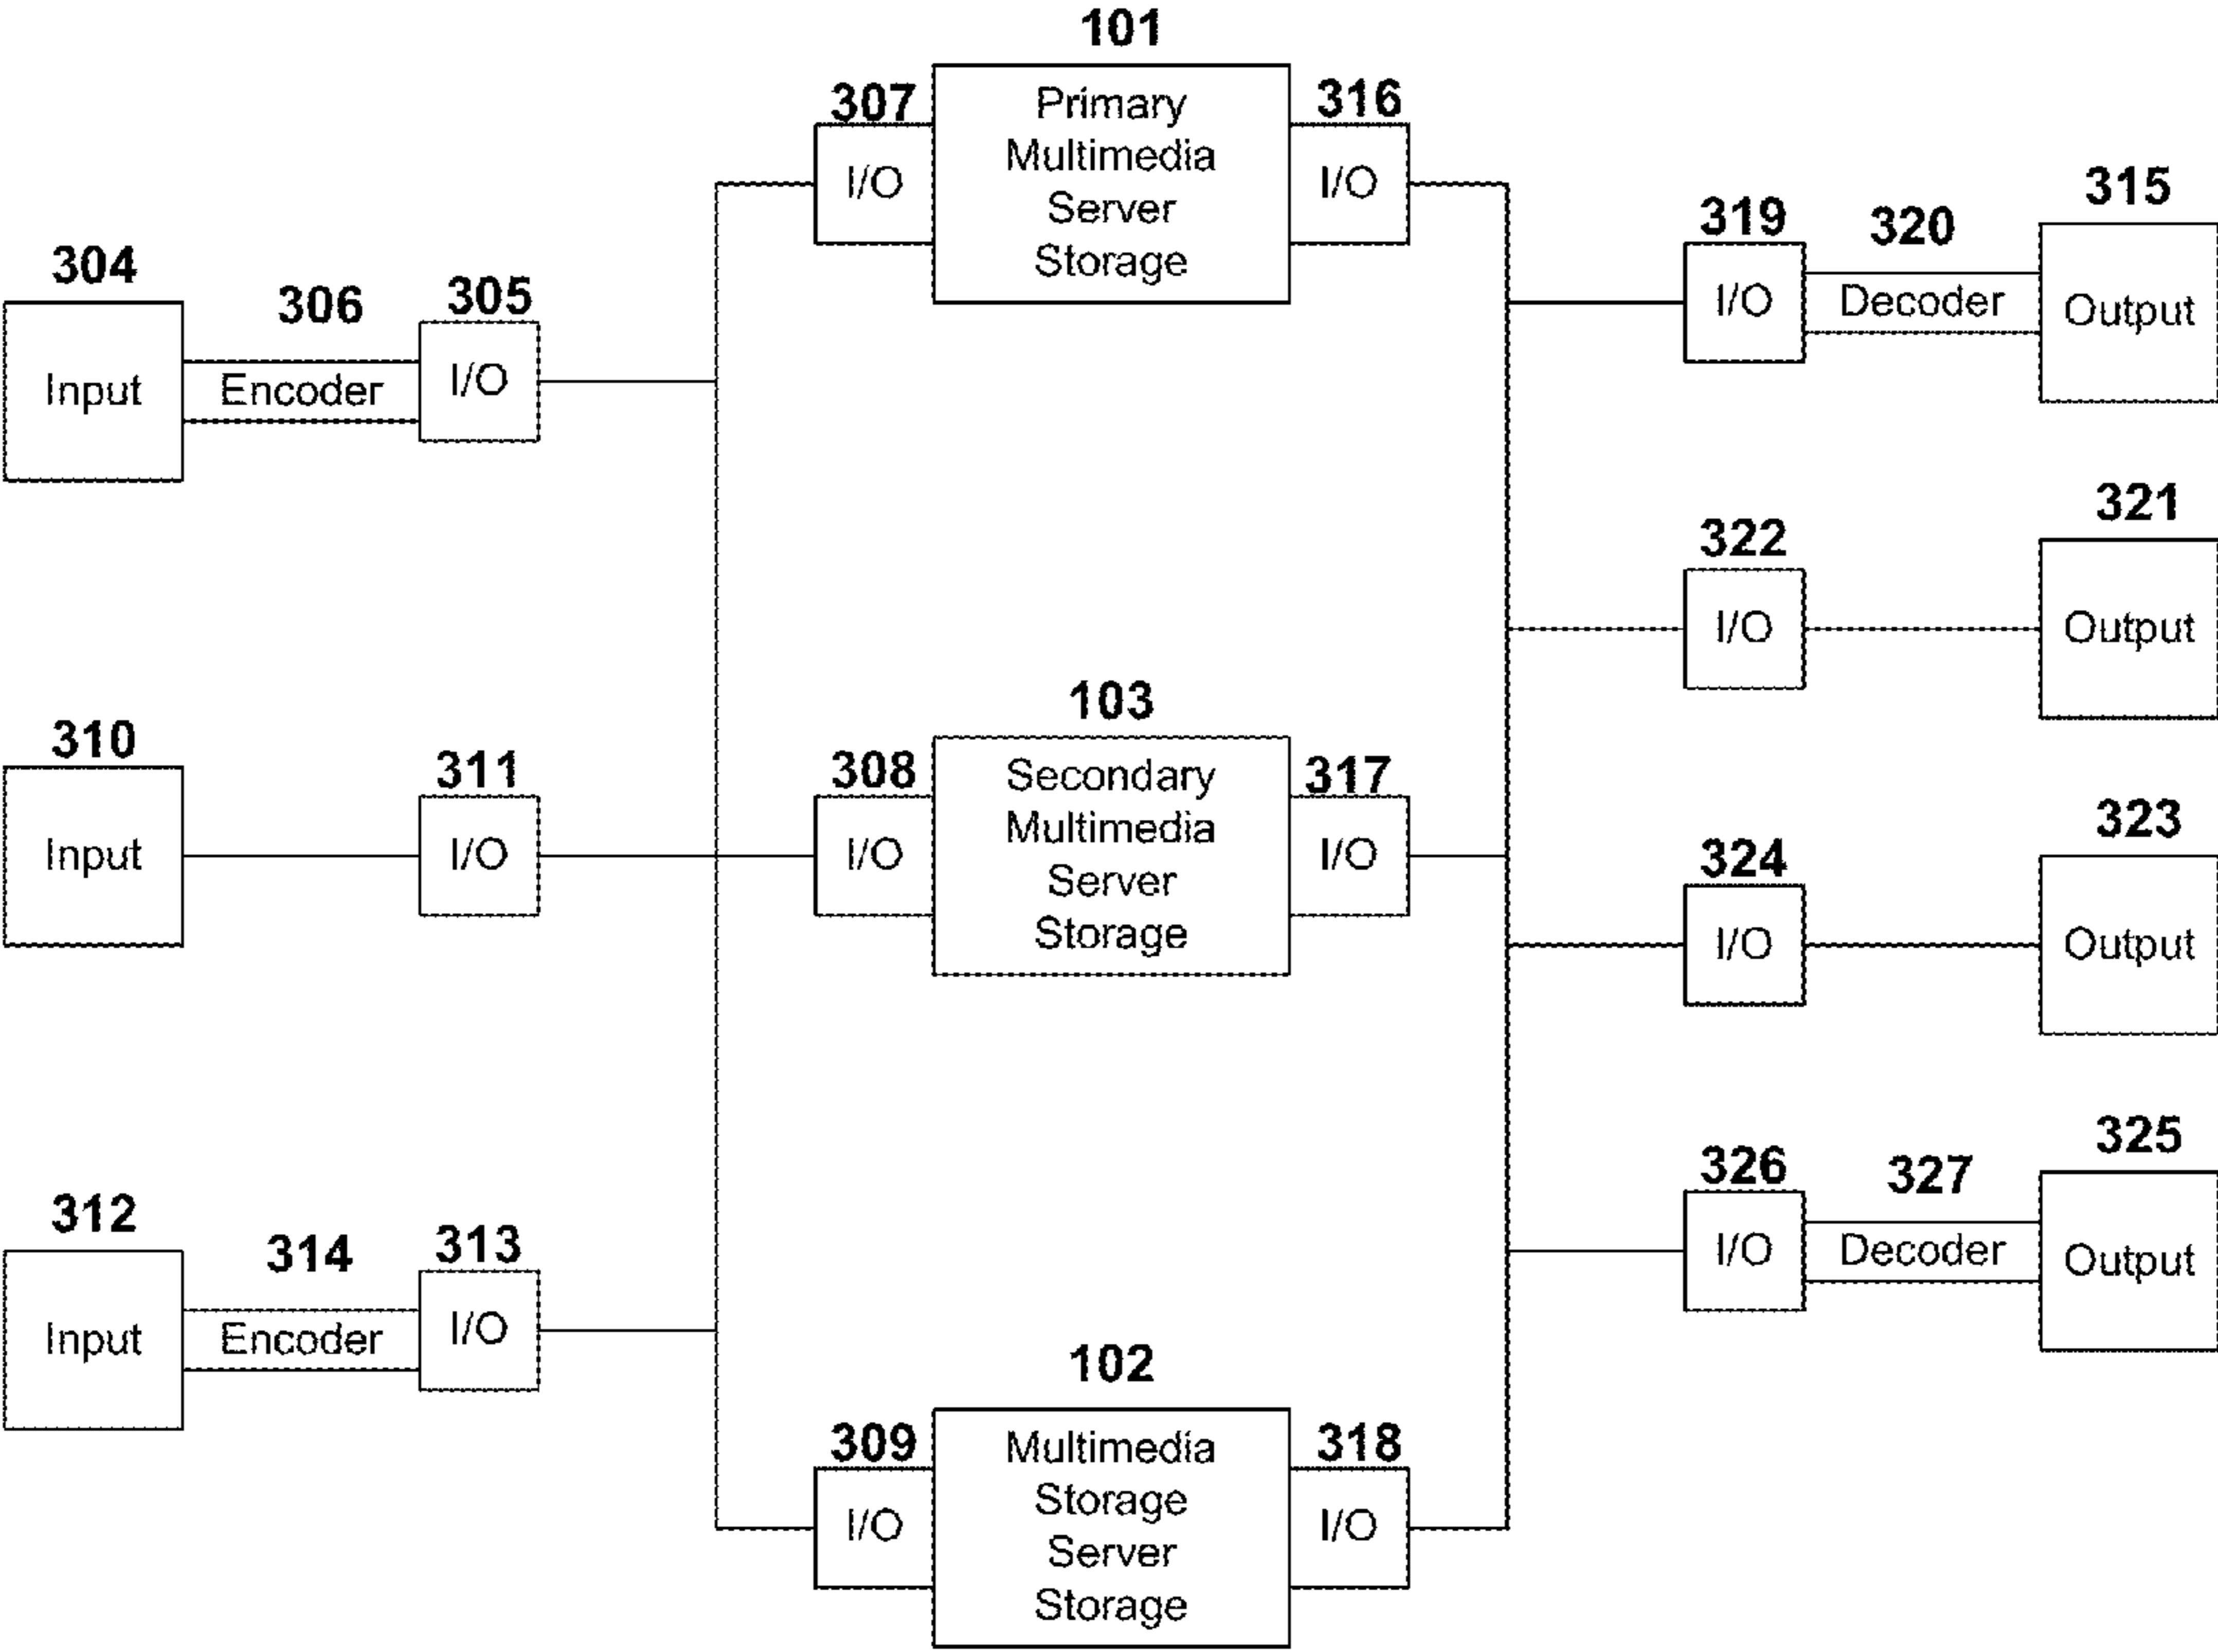 101
307
Primary
Multimedia
Server
Storage
316
I/O
I/O
304
306
305
Input
Encoder
I/O
319
320
315
I/O
Decoder
Output
321
322
I/O
Output
310
311
308
103
317
Input
I/O
I/O
Secondary
Multimedia
Server
Storage
I/O
323
324
I/O
Output
312
314
313
Input
Encoder
I/O
325
326
327
I/O
Decoder
Output
102
309
Multimedia
Storage
Server
Storage
318
I/O
I/O